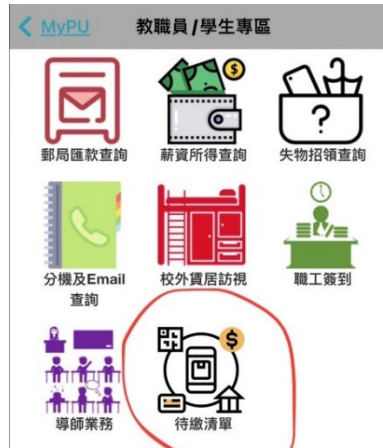 MyPU 教職員/學生專區
郵局匯款查詢 薪資所得查詢 失物招領查詢
分機及Email 校外賃居訪視 職工簽到
查詢
導師業務 待繳清單